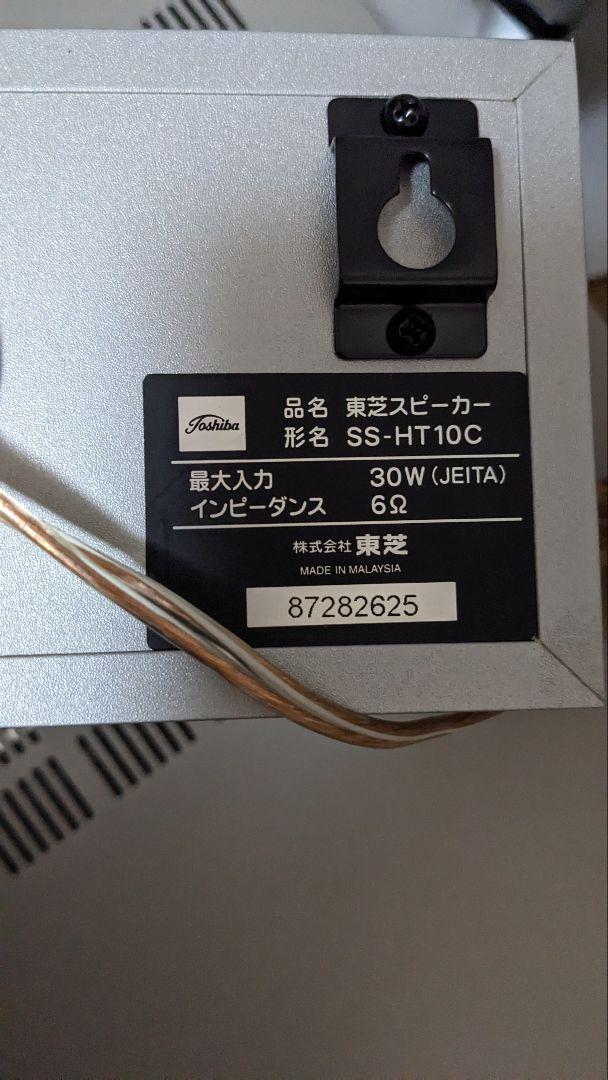 Toshiba
品名 東芝スピーカー
形名 SS-HT10C
最大入力 30W(JEITA)
インピーダンス 6Ω
株式会社 東芝
MADE IN MALAYSIA
87282625